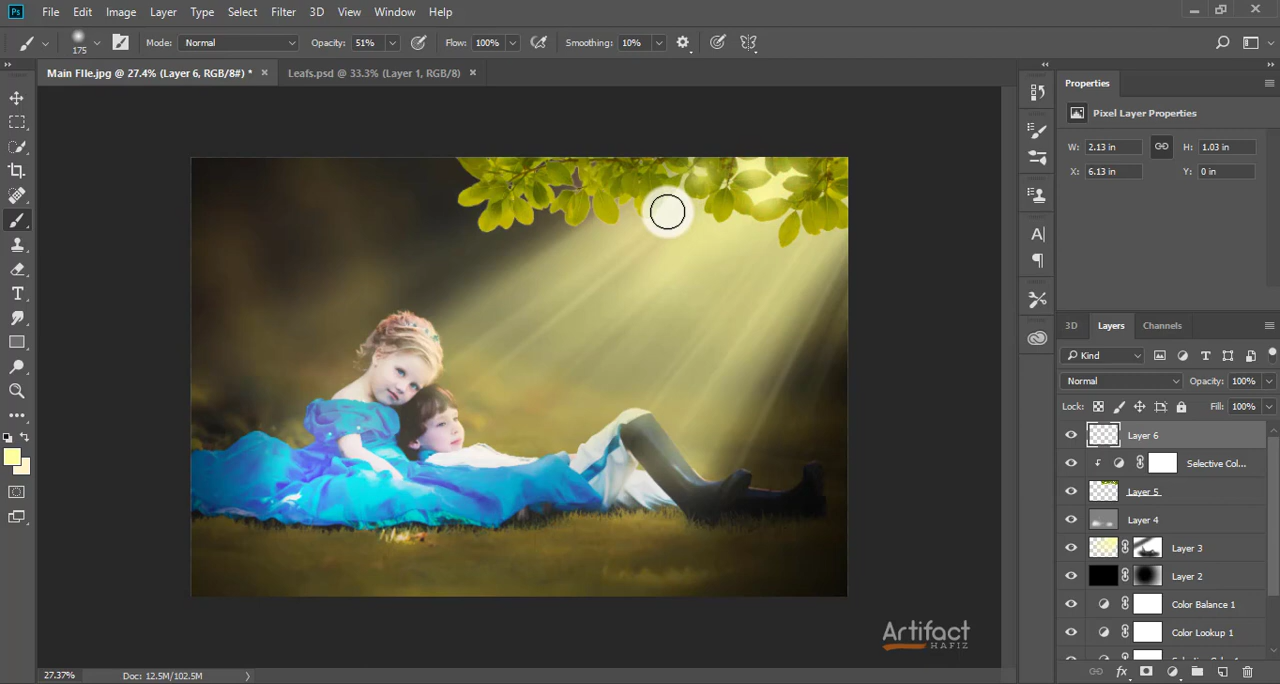 Ps File Edit Image Layer Type Select Filter 3D View Window Help
175 Mode: Normal Opacity: 51% Flow: 100% Smoothing: 10%
Main FIle.jpg @ 27.4% (Layer 6, RGB/8#) * × Leafs.psd @ 33.3% (Layer 1, RGB/8) ×
Properties
Pixel Layer Properties
W: 2.13 in H: 1.03 in
X: 6.13 in Y: 0 in
3D Layers Channels
Kind
Normal Opacity: 100%
Lock: Fill: 100%
Layer 6
Selective Col...
Layer 5
Layer 4
Layer 3
Layer 2
Color Balance 1
Color Lookup 1
Artifact
HAFIZ
27.37% Doc: 12.5M/102.5M